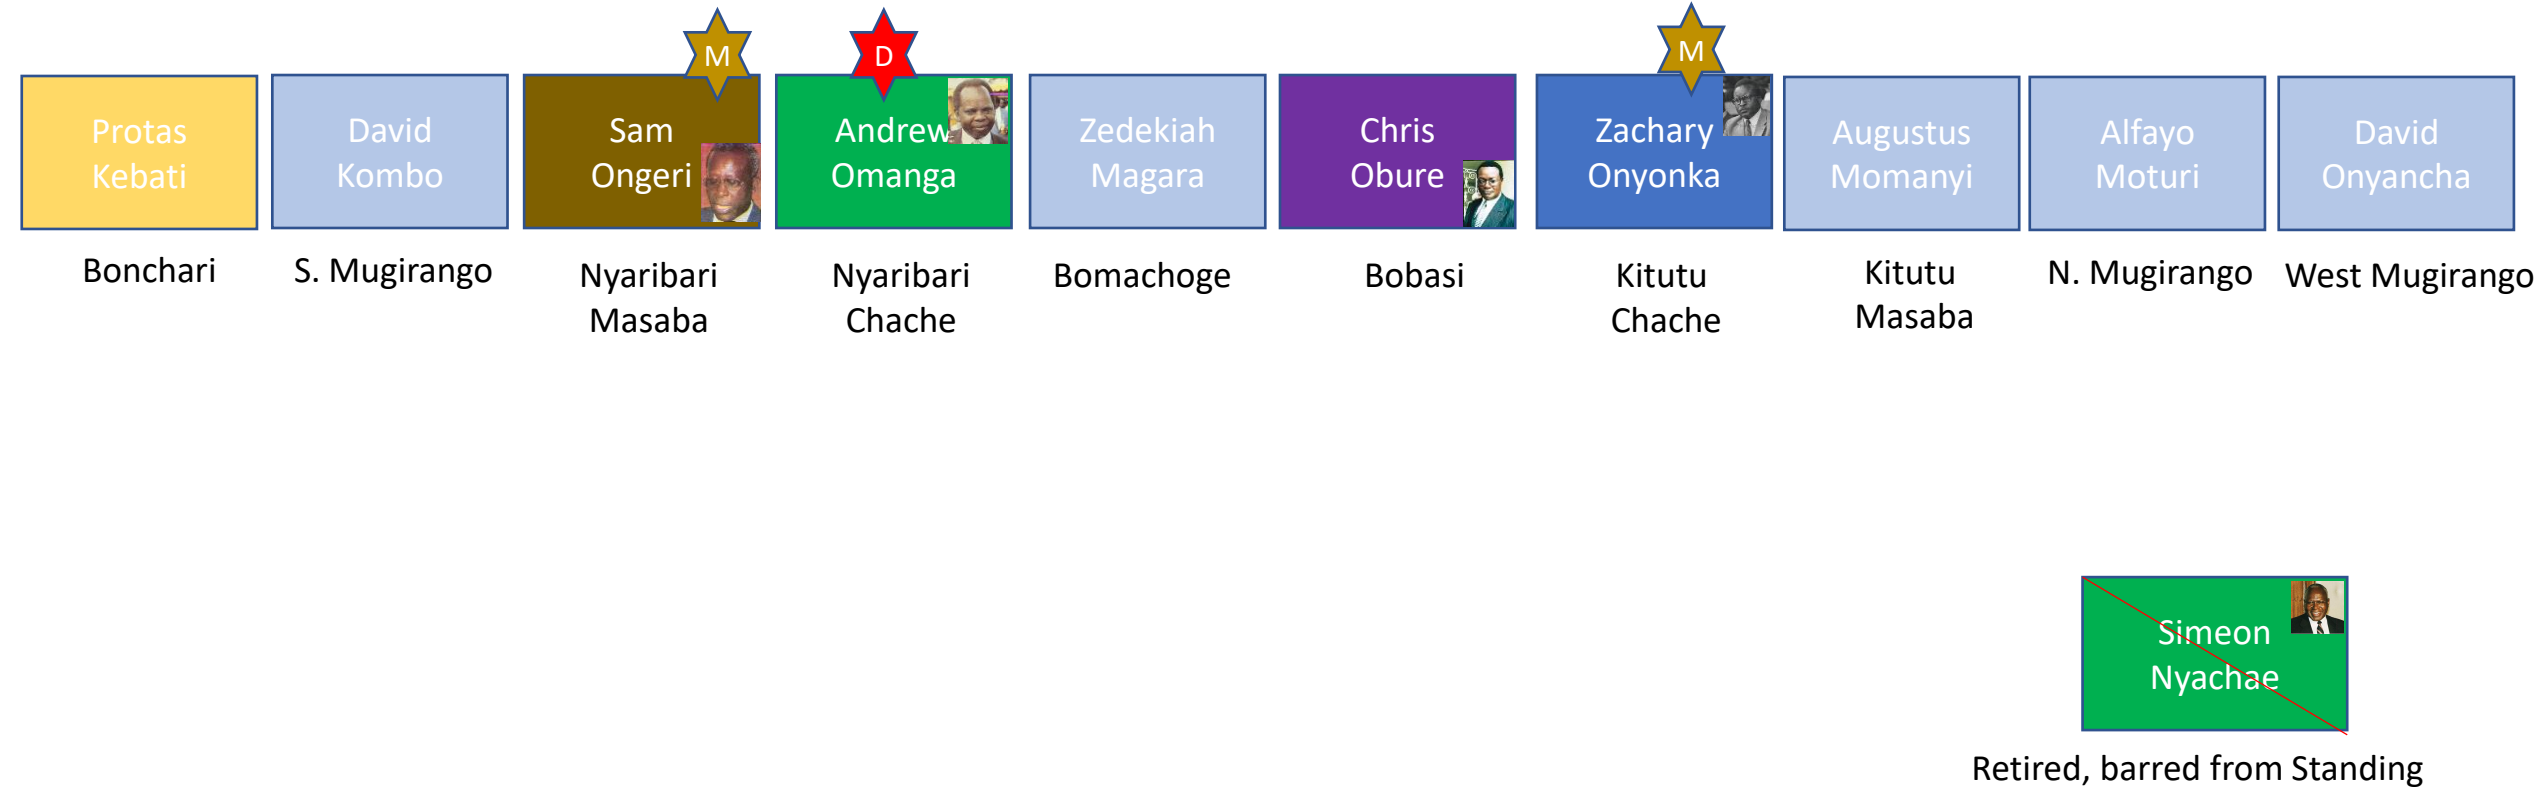 M
D
M
Protas
Kebati
David
Kombo
Sam
Ongeri
Andrew
Omanga
Zedekiah
Magara
Chris
Obure
Zachary
Onyonka
Augustus
Momanyi
Alfayo
Moturi
David
Onyancha
Bonchari
S. Mugirango
Nyaribari
Masaba
Nyaribari
Chache
Bomachoge
Bobasi
Kitutu
Chache
Kitutu
Masaba
N. Mugirango
West Mugirango
Simeon
Nyachae
Retired, barred from Standing